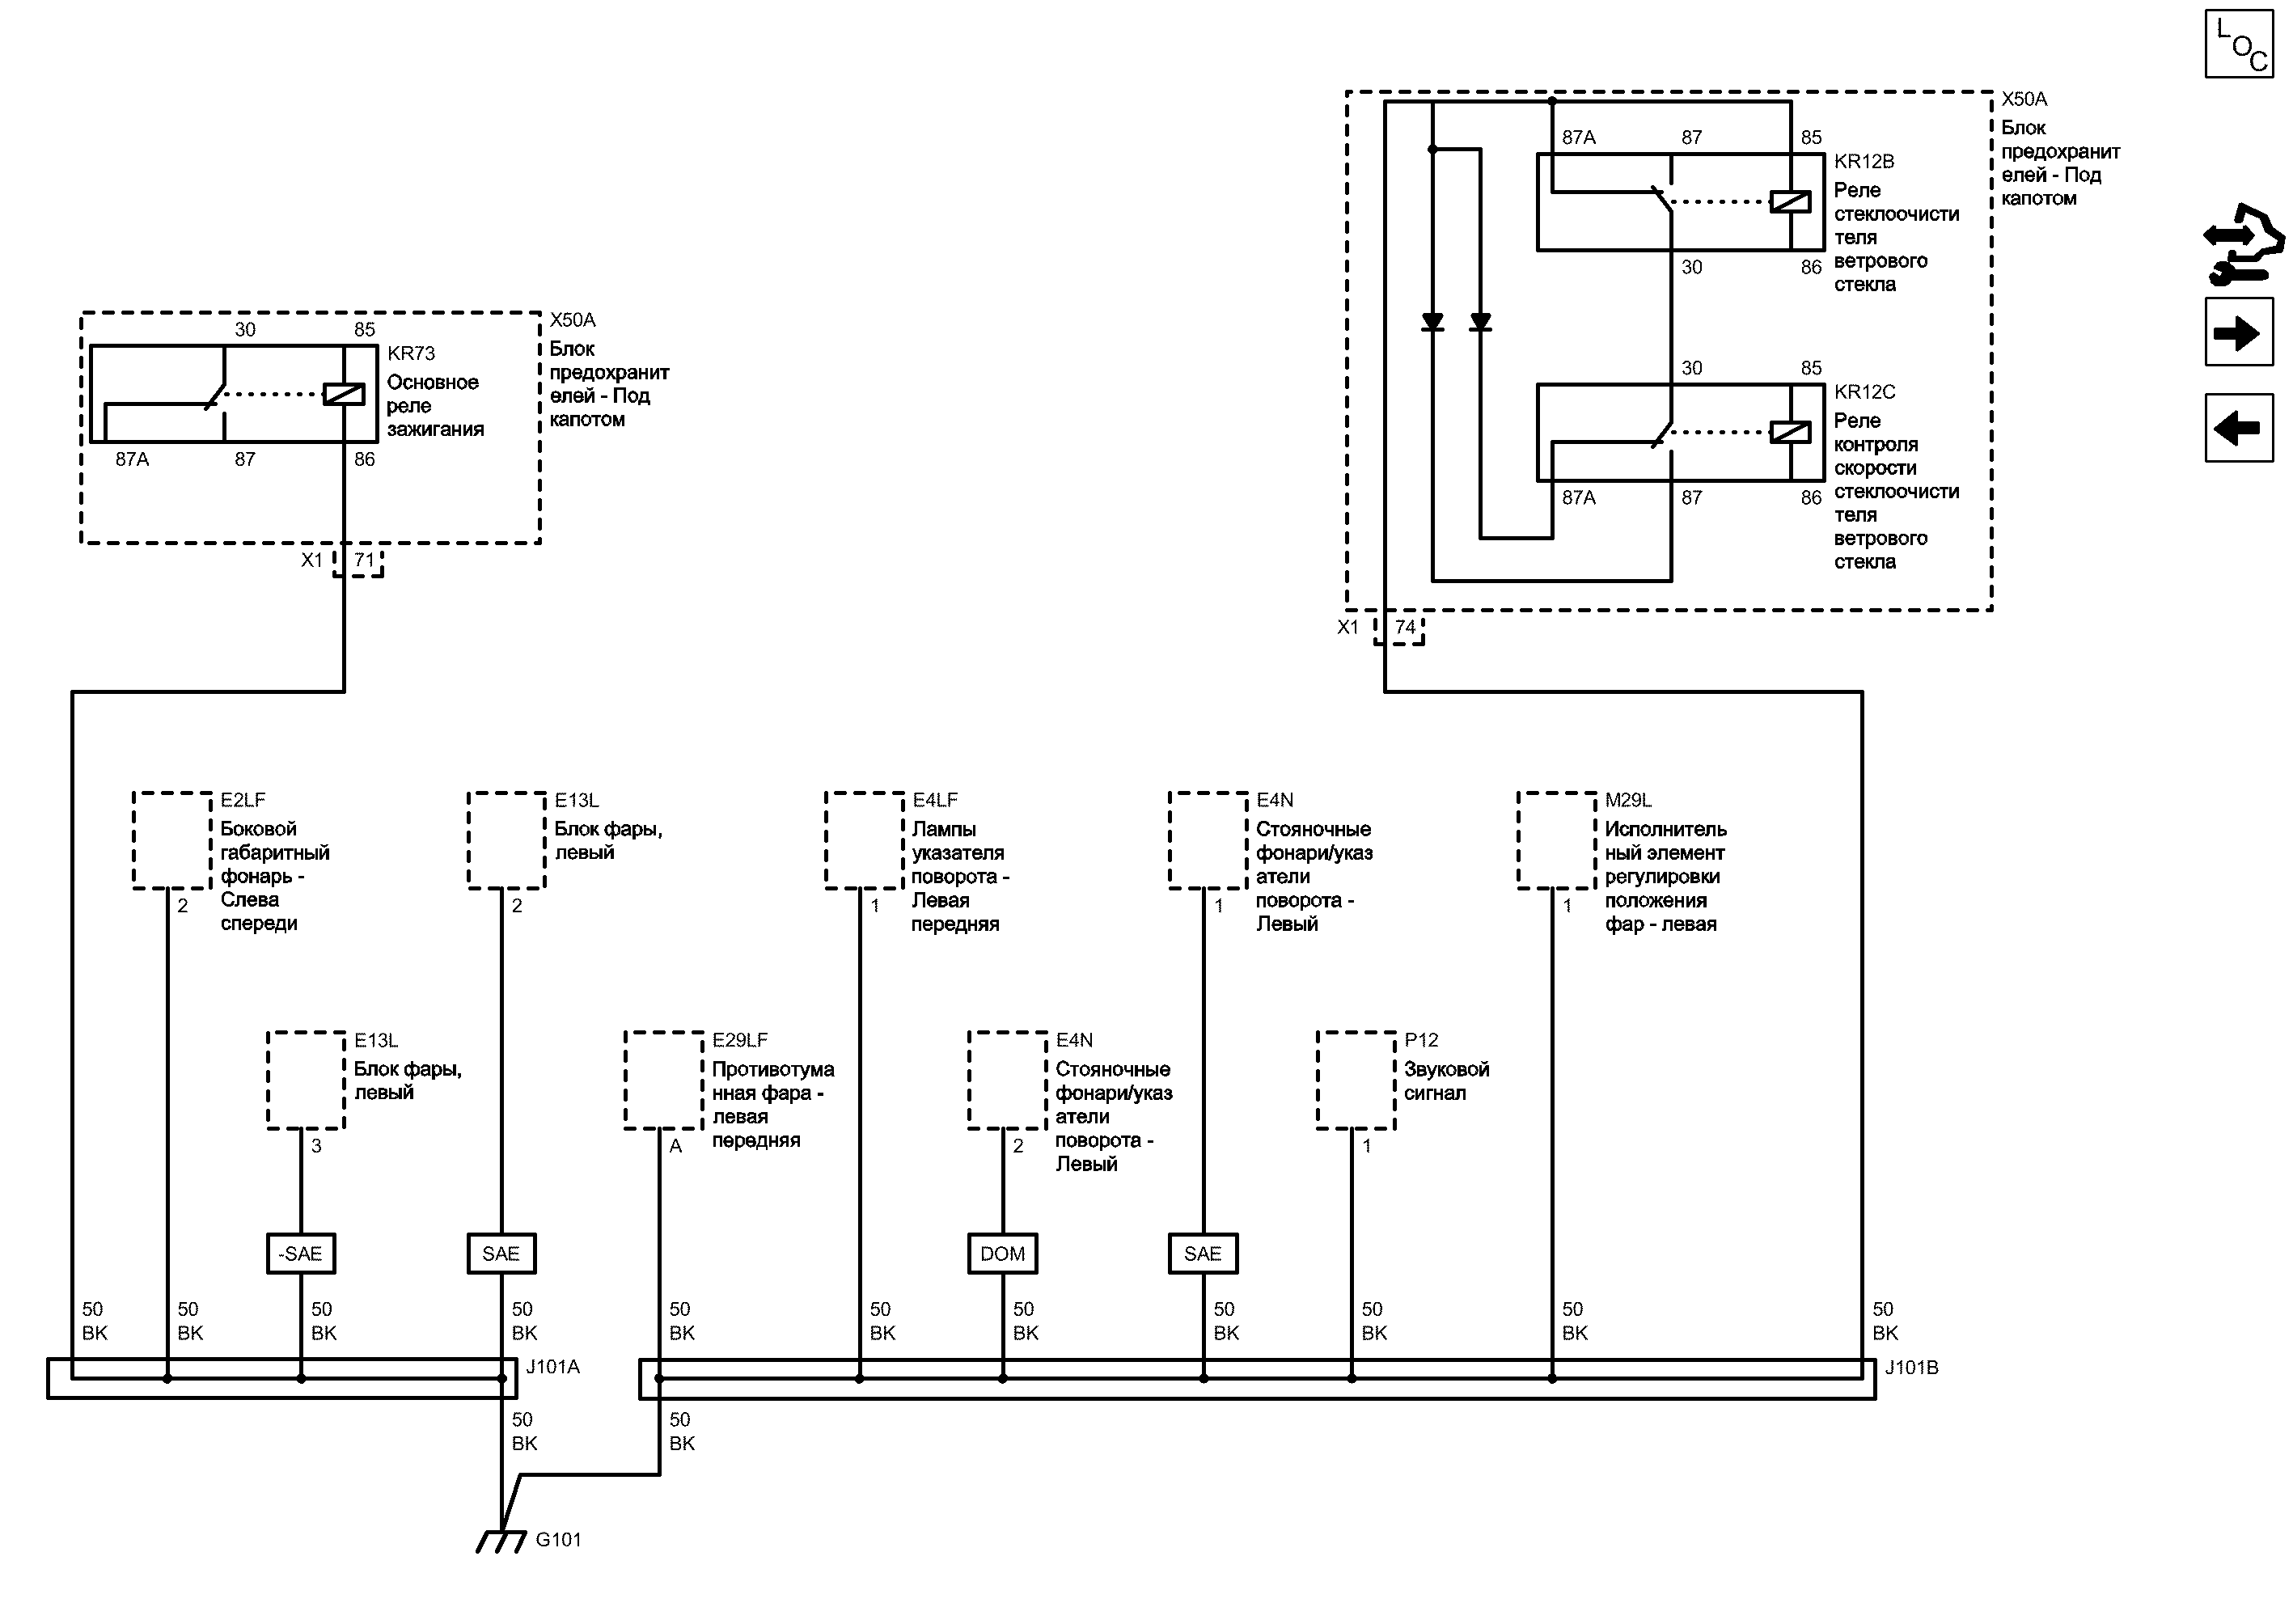 LOC
X50A
Блок
предохранит
елей - Под
капотом
87A 87 85
KR12B
Реле
стеклоочисти
теля
ветрового
стекла
30 86
30 85
KR12C
Реле
контроля
скорости
стеклоочисти
теля
ветрового
стекла
87A 87 86
X1 74
X50A
Блок
предохранит
елей - Под
капотом
30 85
KR73
Основное
реле
зажигания
87A 87 86
X1 71
E2LF
Боковой
габаритный
фонарь -
Слева
спереди
2
E13L
Блок фары,
левый
2
E4LF
Лампы
указателя
поворота -
Левая
передняя
1
E4N
Стояночные
фонари/указ
атели
поворота -
Левый
1
M29L
Исполнитель
ный элемент
регулировки
положения
фар - левая
1
E13L
Блок фары,
левый
3
E29LF
Противотума
нная фара -
левая
передняя
A
E4N
Стояночные
фонари/указ
атели
поворота -
Левый
2
P12
Звуковой
сигнал
1
-SAE SAE DOM SAE
50 50 50 50 50 50 50 50 50 50 50
BK BK BK BK BK BK BK BK BK BK BK
J101A J101B
50 50
BK BK
G101